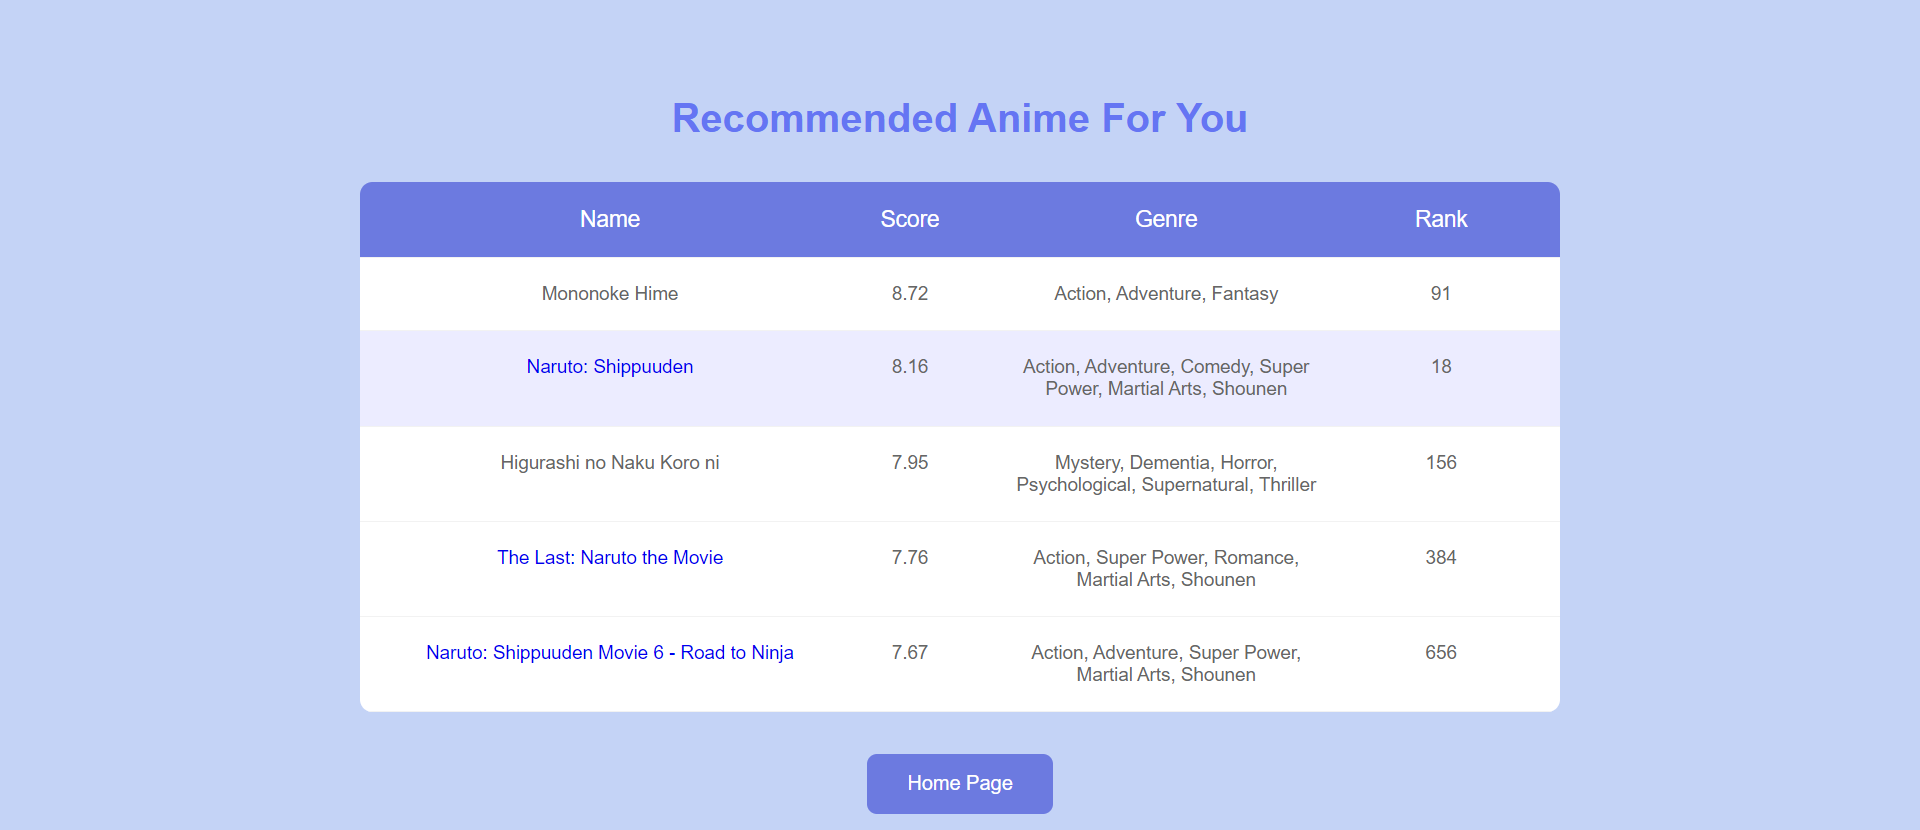 Recommended Anime For You
Name Score Genre Rank
Mononoke Hime 8.72 Action, Adventure, Fantasy 91
Naruto: Shippuuden 8.16 Action, Adventure, Comedy, Super 18
Power, Martial Arts, Shounen
Higurashi no Naku Koro ni 7.95 Mystery, Dementia, Horror, 156
Psychological, Supernatural, Thriller
The Last: Naruto the Movie 7.76 Action, Super Power, Romance, 384
Martial Arts, Shounen
Naruto: Shippuuden Movie 6 - Road to Ninja 7.67 Action, Adventure, Super Power, 656
Martial Arts, Shounen
Home Page